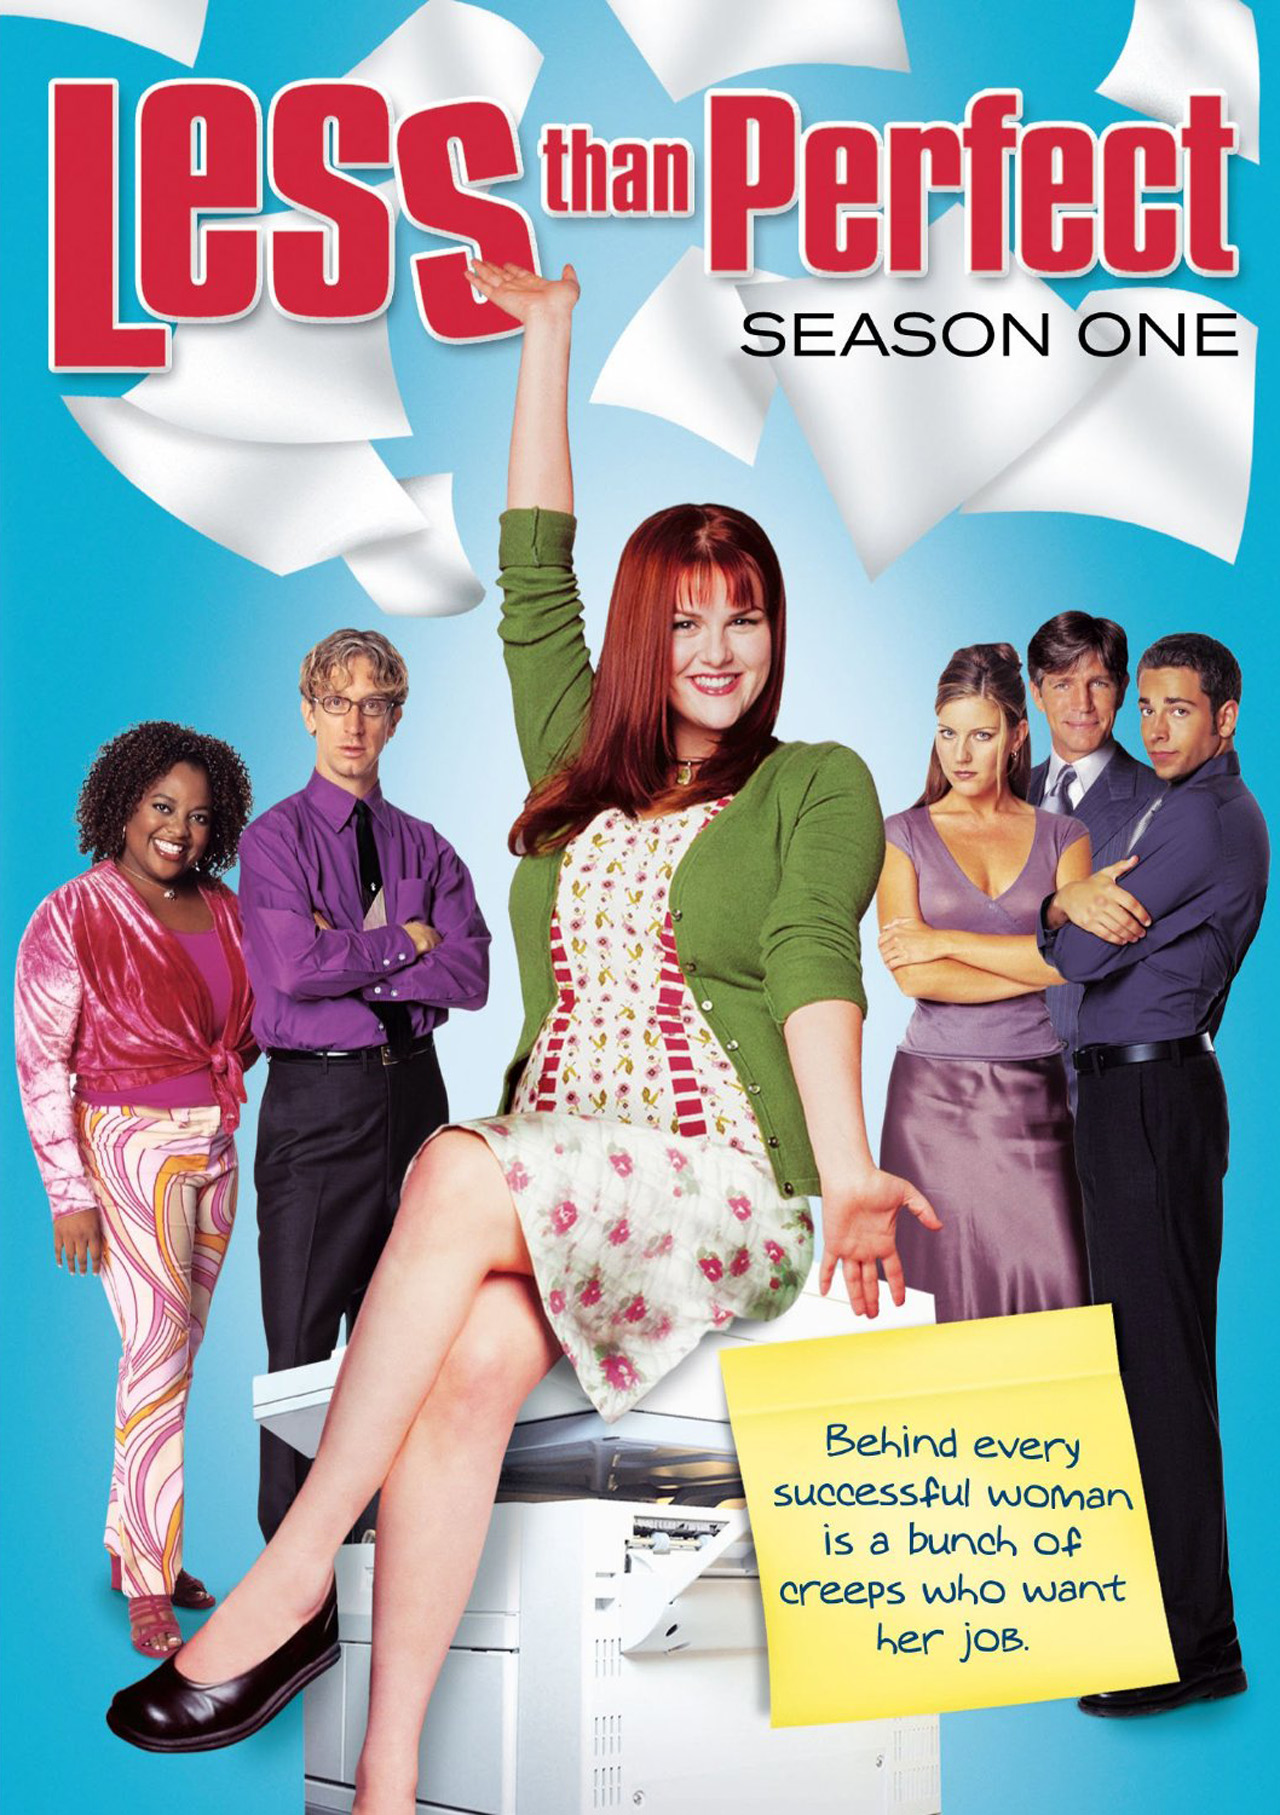 Less than Perfect
SEASON ONE
Behind every
successful woman
is a bunch of
creeps who want
her job.